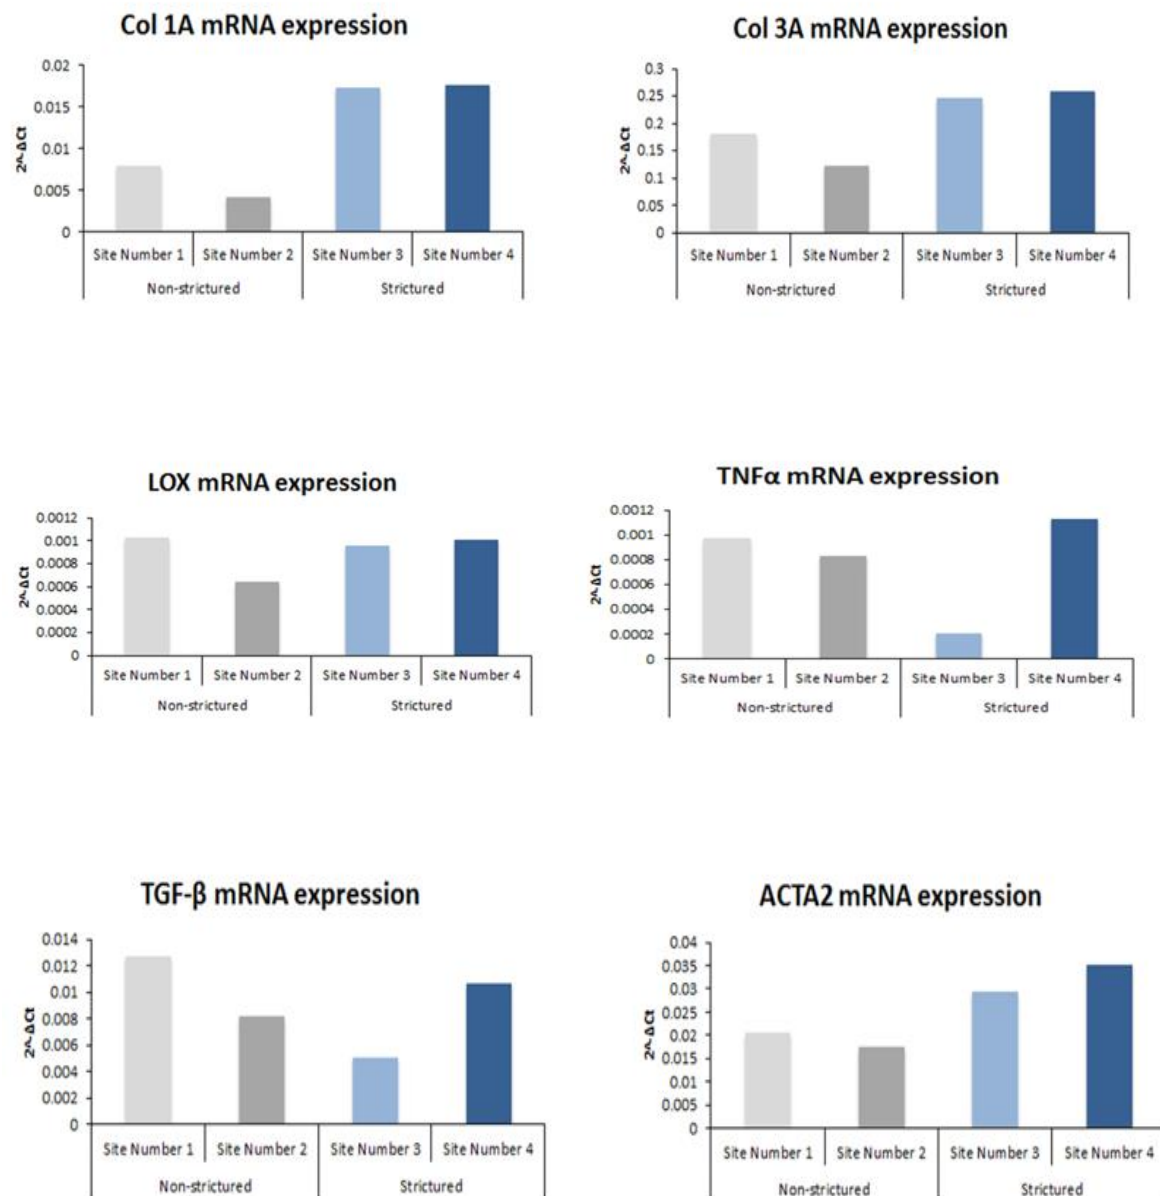 Col 1A mRNA expression
0.02
0.015
0.01
0.005
0
2^-ΔCt
Site Number 1 Site Number 2 Site Number 3 Site Number 4
Non-strictured Strictured
Col 3A mRNA expression
0.3
0.25
0.2
0.15
0.1
0.05
0
2^-ΔCt
Site Number 1 Site Number 2 Site Number 3 Site Number 4
Non-strictured Strictured
LOX mRNA expression
0.0012
0.001
0.0008
0.0006
0.0004
0.0002
0
2^-ΔCt
Site Number 1 Site Number 2 Site Number 3 Site Number 4
Non-strictured Strictured
TNFα mRNA expression
0.0012
0.001
0.0008
0.0006
0.0004
0.0002
0
2^-ΔCt
Site Number 1 Site Number 2 Site Number 3 Site Number 4
Non-strictured Strictured
TGF-β mRNA expression
0.014
0.012
0.01
0.008
0.006
0.004
0.002
0
2^-ΔCt
Site Number 1 Site Number 2 Site Number 3 Site Number 4
Non-strictured Strictured
ACTA2 mRNA expression
0.04
0.035
0.03
0.025
0.02
0.015
0.01
0.005
0
2^-ΔCt
Site Number 1 Site Number 2 Site Number 3 Site Number 4
Non-strictured Strictured